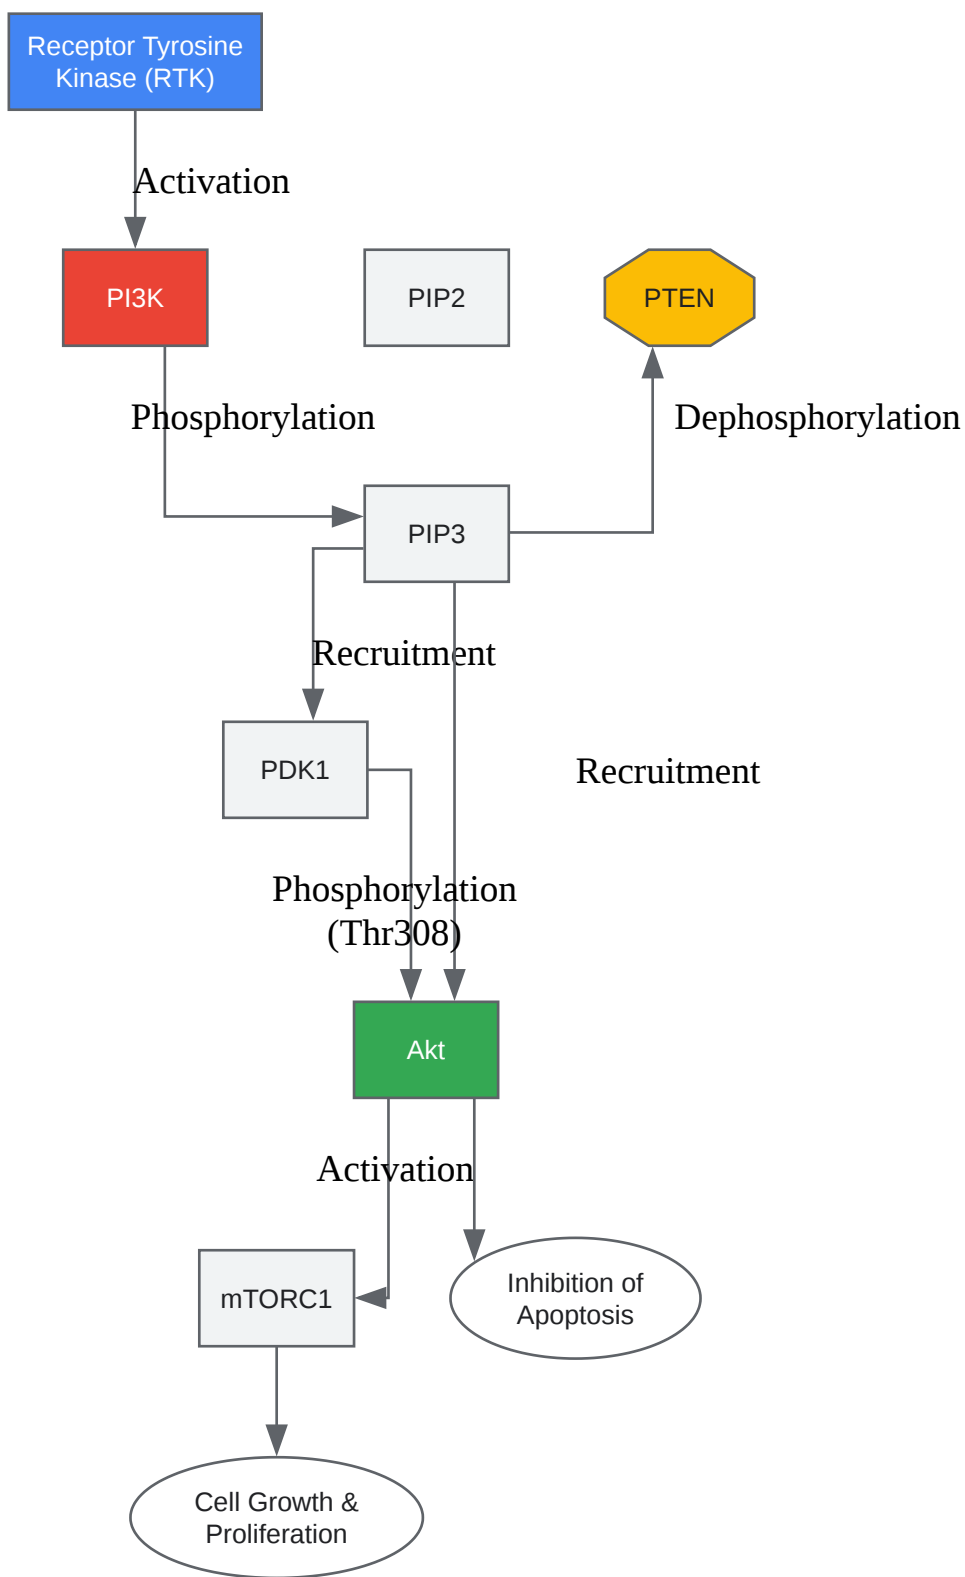 Receptor Tyrosine
Kinase (RTK)
Activation
PI3K
PIP2
PTEN
Phosphorylation
Dephosphorylation
PIP3
Recruitment
PDK1
Recruitment
Phosphorylation
(Thr308)
Akt
Activation
mTORC1
Inhibition of
Apoptosis
Cell Growth &
Proliferation